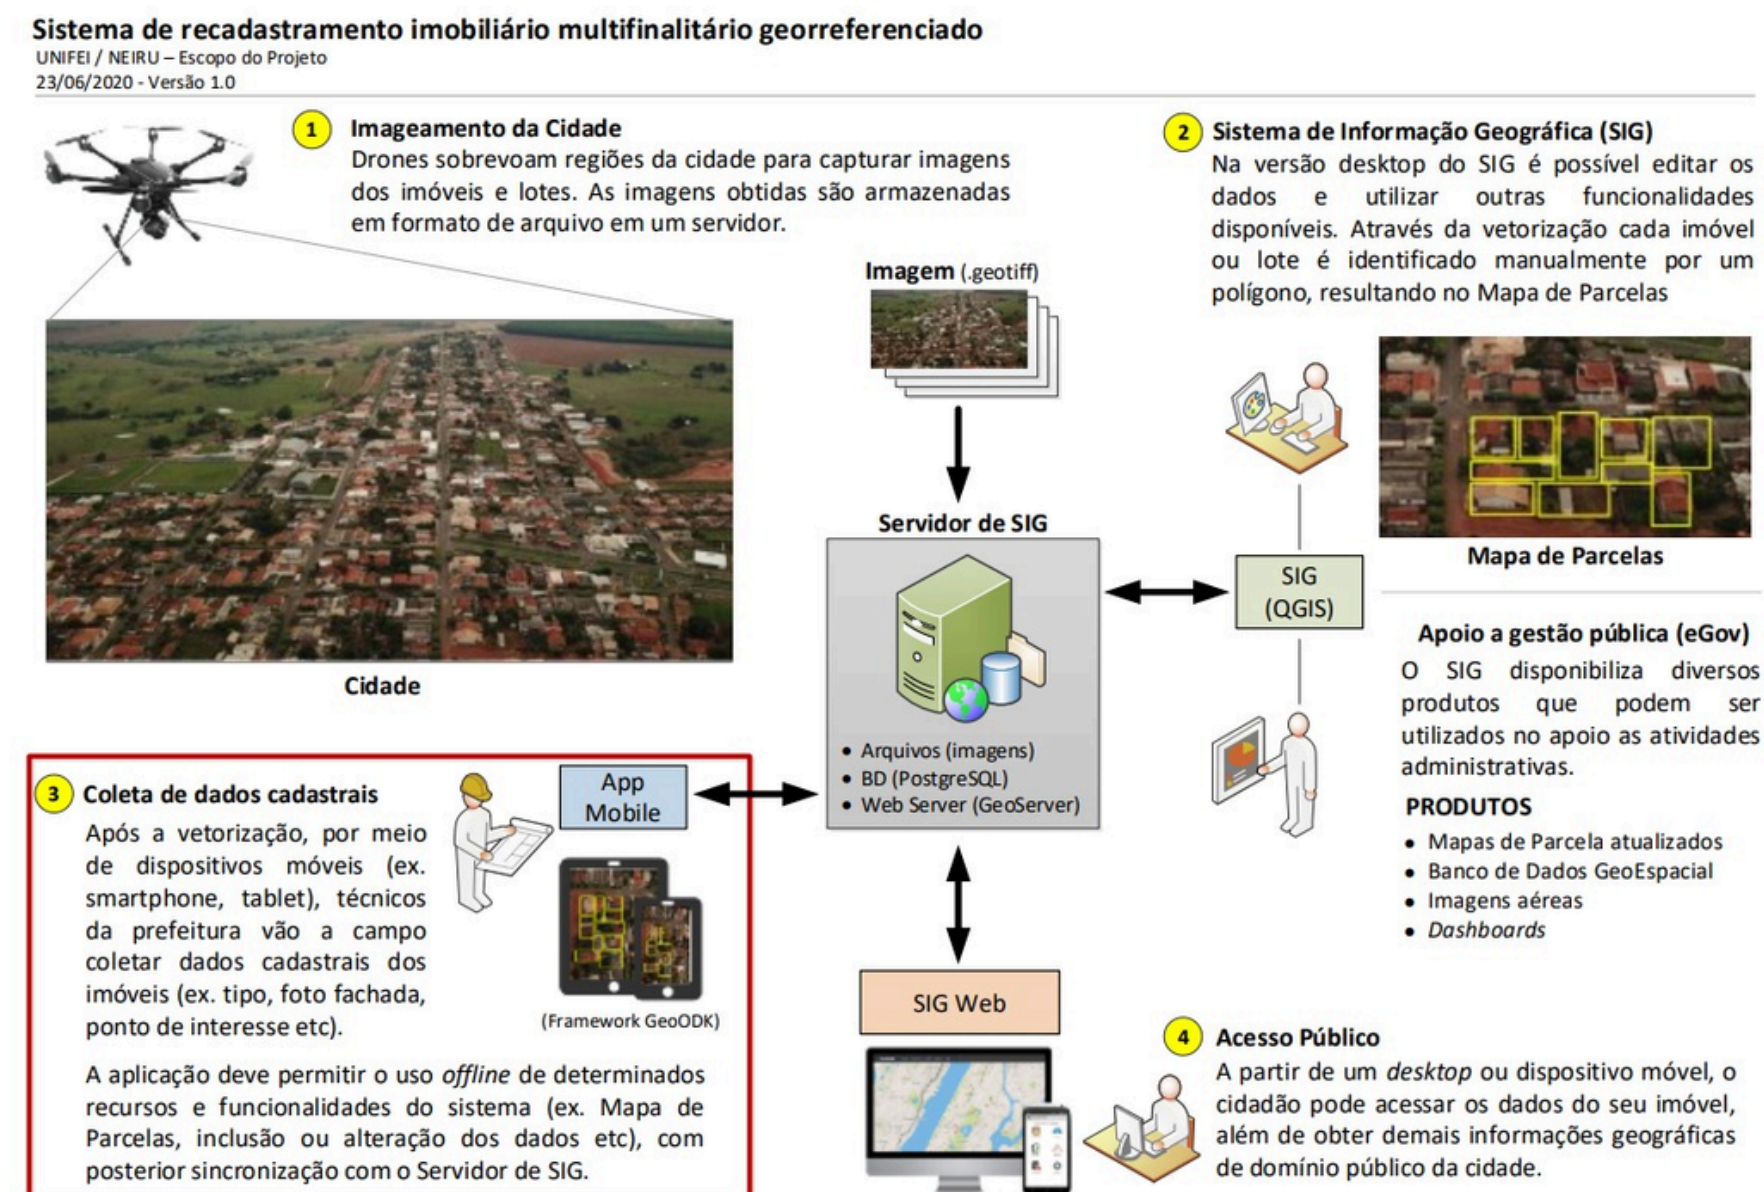 Sistema de recadastramento imobiliário multifinalitário georreferenciado
UNIFEI / NEIRU – Escopo do Projeto
23/06/2020 - Versão 1.0
1 Imageamento da Cidade
Drones sobrevoam regiões da cidade para capturar imagens
dos imóveis e lotes. As imagens obtidas são armazenadas
em formato de arquivo em um servidor.
2 Sistema de Informação Geográfica (SIG)
Na versão desktop do SIG é possível editar os
dados e utilizar outras funcionalidades
disponíveis. Através da vetorização cada imóvel
ou lote é identificado manualmente por um
polígono, resultando no Mapa de Parcelas
Imagem (.geotiff)
Cidade
Servidor de SIG
• Arquivos (imagens)
• BD (PostgreSQL)
• Web Server (GeoServer)
SIG
(QGIS)
Mapa de Parcelas
Apoio a gestão pública (eGov)
O SIG disponibiliza diversos
produtos que podem ser
utilizados no apoio as atividades
administrativas.
PRODUTOS
• Mapas de Parcela atualizados
• Banco de Dados GeoEspacial
• Imagens aéreas
• Dashboards
3 Coleta de dados cadastrais
Após a vetorização, por meio
de dispositivos móveis (ex.
smartphone, tablet), técnicos
da prefeitura vão a campo
coletar dados cadastrais dos
imóveis (ex. tipo, foto fachada,
ponto de interesse etc).
App
Mobile
(Framework GeoODK)
A aplicação deve permitir o uso offline de determinados
recursos e funcionalidades do sistema (ex. Mapa de
Parcelas, inclusão ou alteração dos dados etc), com
posterior sincronização com o Servidor de SIG.
SIG Web
4 Acesso Público
A partir de um desktop ou dispositivo móvel, o
cidadão pode acessar os dados do seu imóvel,
além de obter demais informações geográficas
de domínio público da cidade.